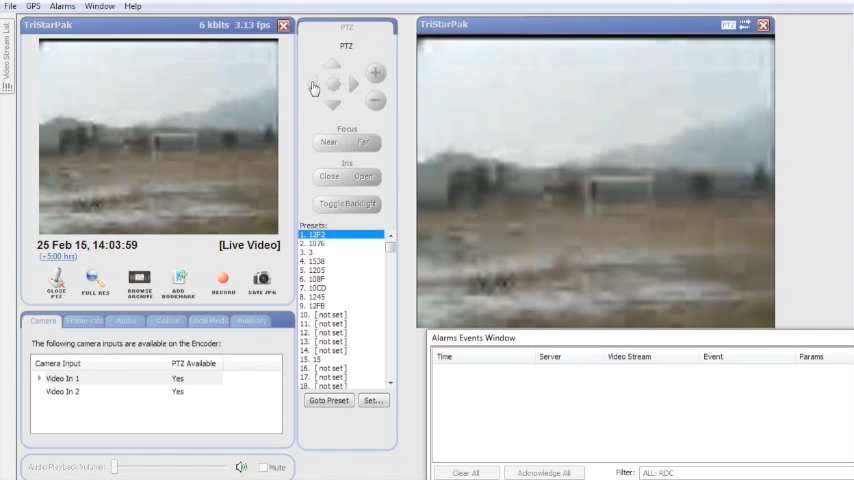 File GPS Alarms Window Help
Video Stream List
TriStarPak 6 kbits 3.13 fps
25 Feb 15, 14:03:59 [Live Video]
(+5:00 hrs)
CLOSE PTZ
FULL RES
BROWSE ARCHIVE
ADD BOOKMARK
RECORD
SAVE JPG
Camera Frame-rate Audio Colour Local Mode Auxiliary
The following camera inputs are available on the Encoder:
Camera Input PTZ Available
Video In 1 Yes
Video In 2 Yes
Audio Playback Volume: Mute
PTZ
PTZ
Focus
Near Far
Iris
Close Open
Toggle Backlight
Presets:
1. 12F2
2. 1076
3. 3
4. 1538
5. 1205
6. 108F
7. 10CD
8. 1245
9. 12FB
10. [ not set ]
11. [ not set ]
12. [ not set ]
13. [ not set ]
14. [ not set ]
15. 15
16. [ not set ]
17. [ not set ]
18. [ not set ]
Goto Preset Set...
TriStarPak PTZ
Alarms Events Window
Time Server Video Stream Event Params
Clear All Acknowledge All Filter: ALL: RDC